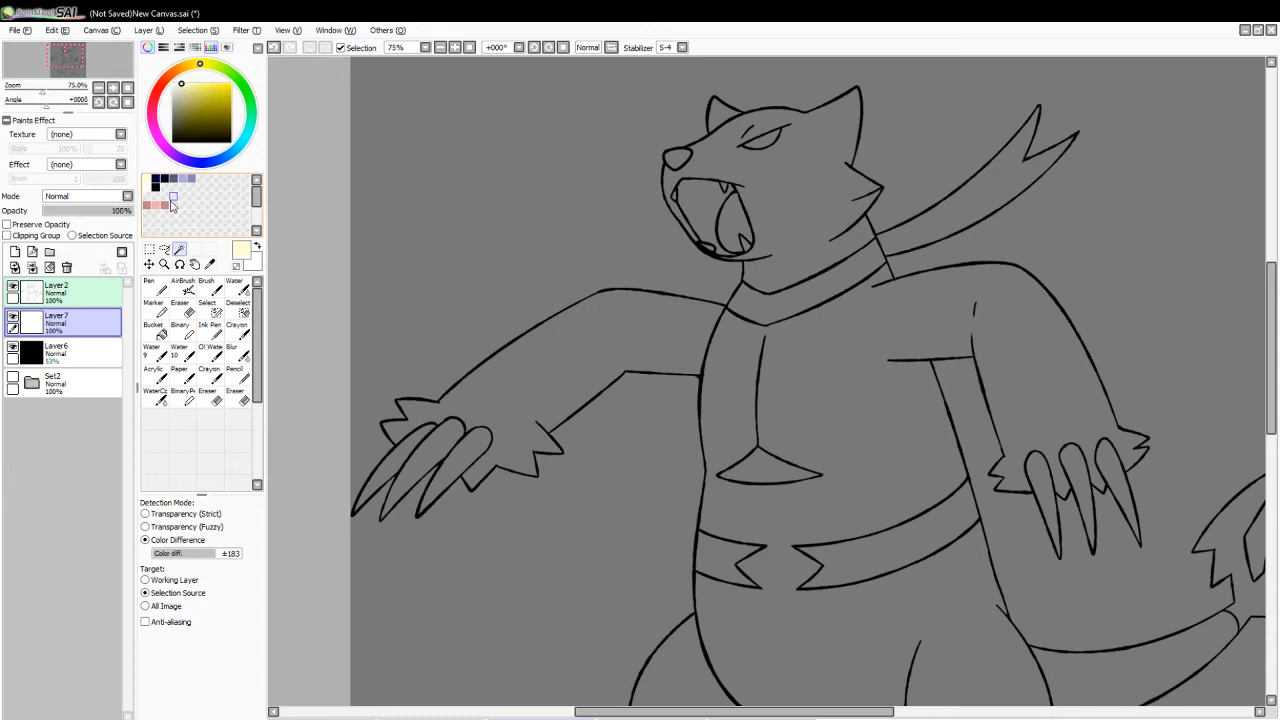 PaintTool SAI (Not Saved)New Canvas.sai (*)
File (F) Edit (E) Canvas (C) Layer (L) Selection (S) Filter (T) View (V) Window (W) Others (O)
Selection 75% +000° Normal Stabilizer S-4
Zoom 75.0%
Angle +000
Paints Effect
Texture (none)
Scale 100% 20
Effect (none)
Width 1 100
Mode Normal
Opacity 100%
Preserve Opacity
Clipping Group Selection Source
Layer2
Normal
100%
Layer7
Normal
100%
Layer6
Normal
53%
Set2
Normal
100%
Pen AirBrush Brush Water
Marker Eraser Select Deselect
Bucket Binary Ink Pen Crayon
Water 9 Water 10 Ol Wate Blur
Acrylic Paper Crayon Pencil
WaterCo BinaryP Eraser Eraser
Detection Mode:
Transparency (Strict)
Transparency (Fuzzy)
Color Difference
Color diff. ±183
Target:
Working Layer
Selection Source
All Image
Anti-aliasing